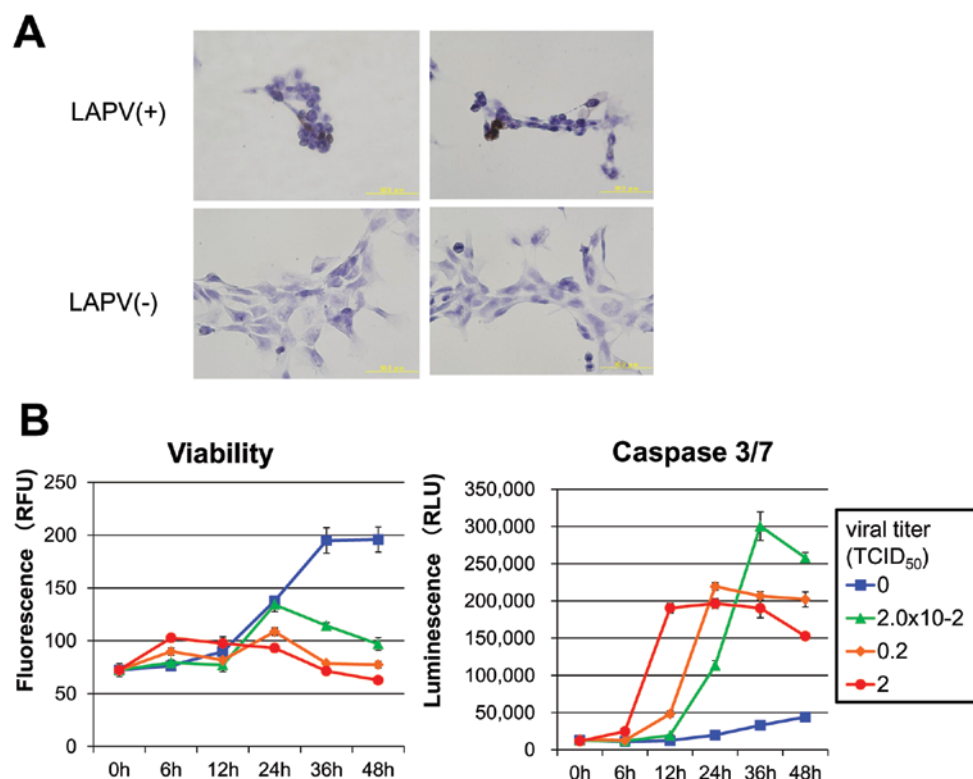 A
LAPV(+)
LAPV(-)
B
Viability
Fluorescence (RFU)
250
200
150
100
50
0
0h 6h 12h 24h 36h 48h
Caspase 3/7
Luminescence (RLU)
350,000
300,000
250,000
200,000
150,000
100,000
50,000
0
0h 6h 12h 24h 36h 48h
viral titer
(TCID50)
0
2.0x10-2
0.2
2